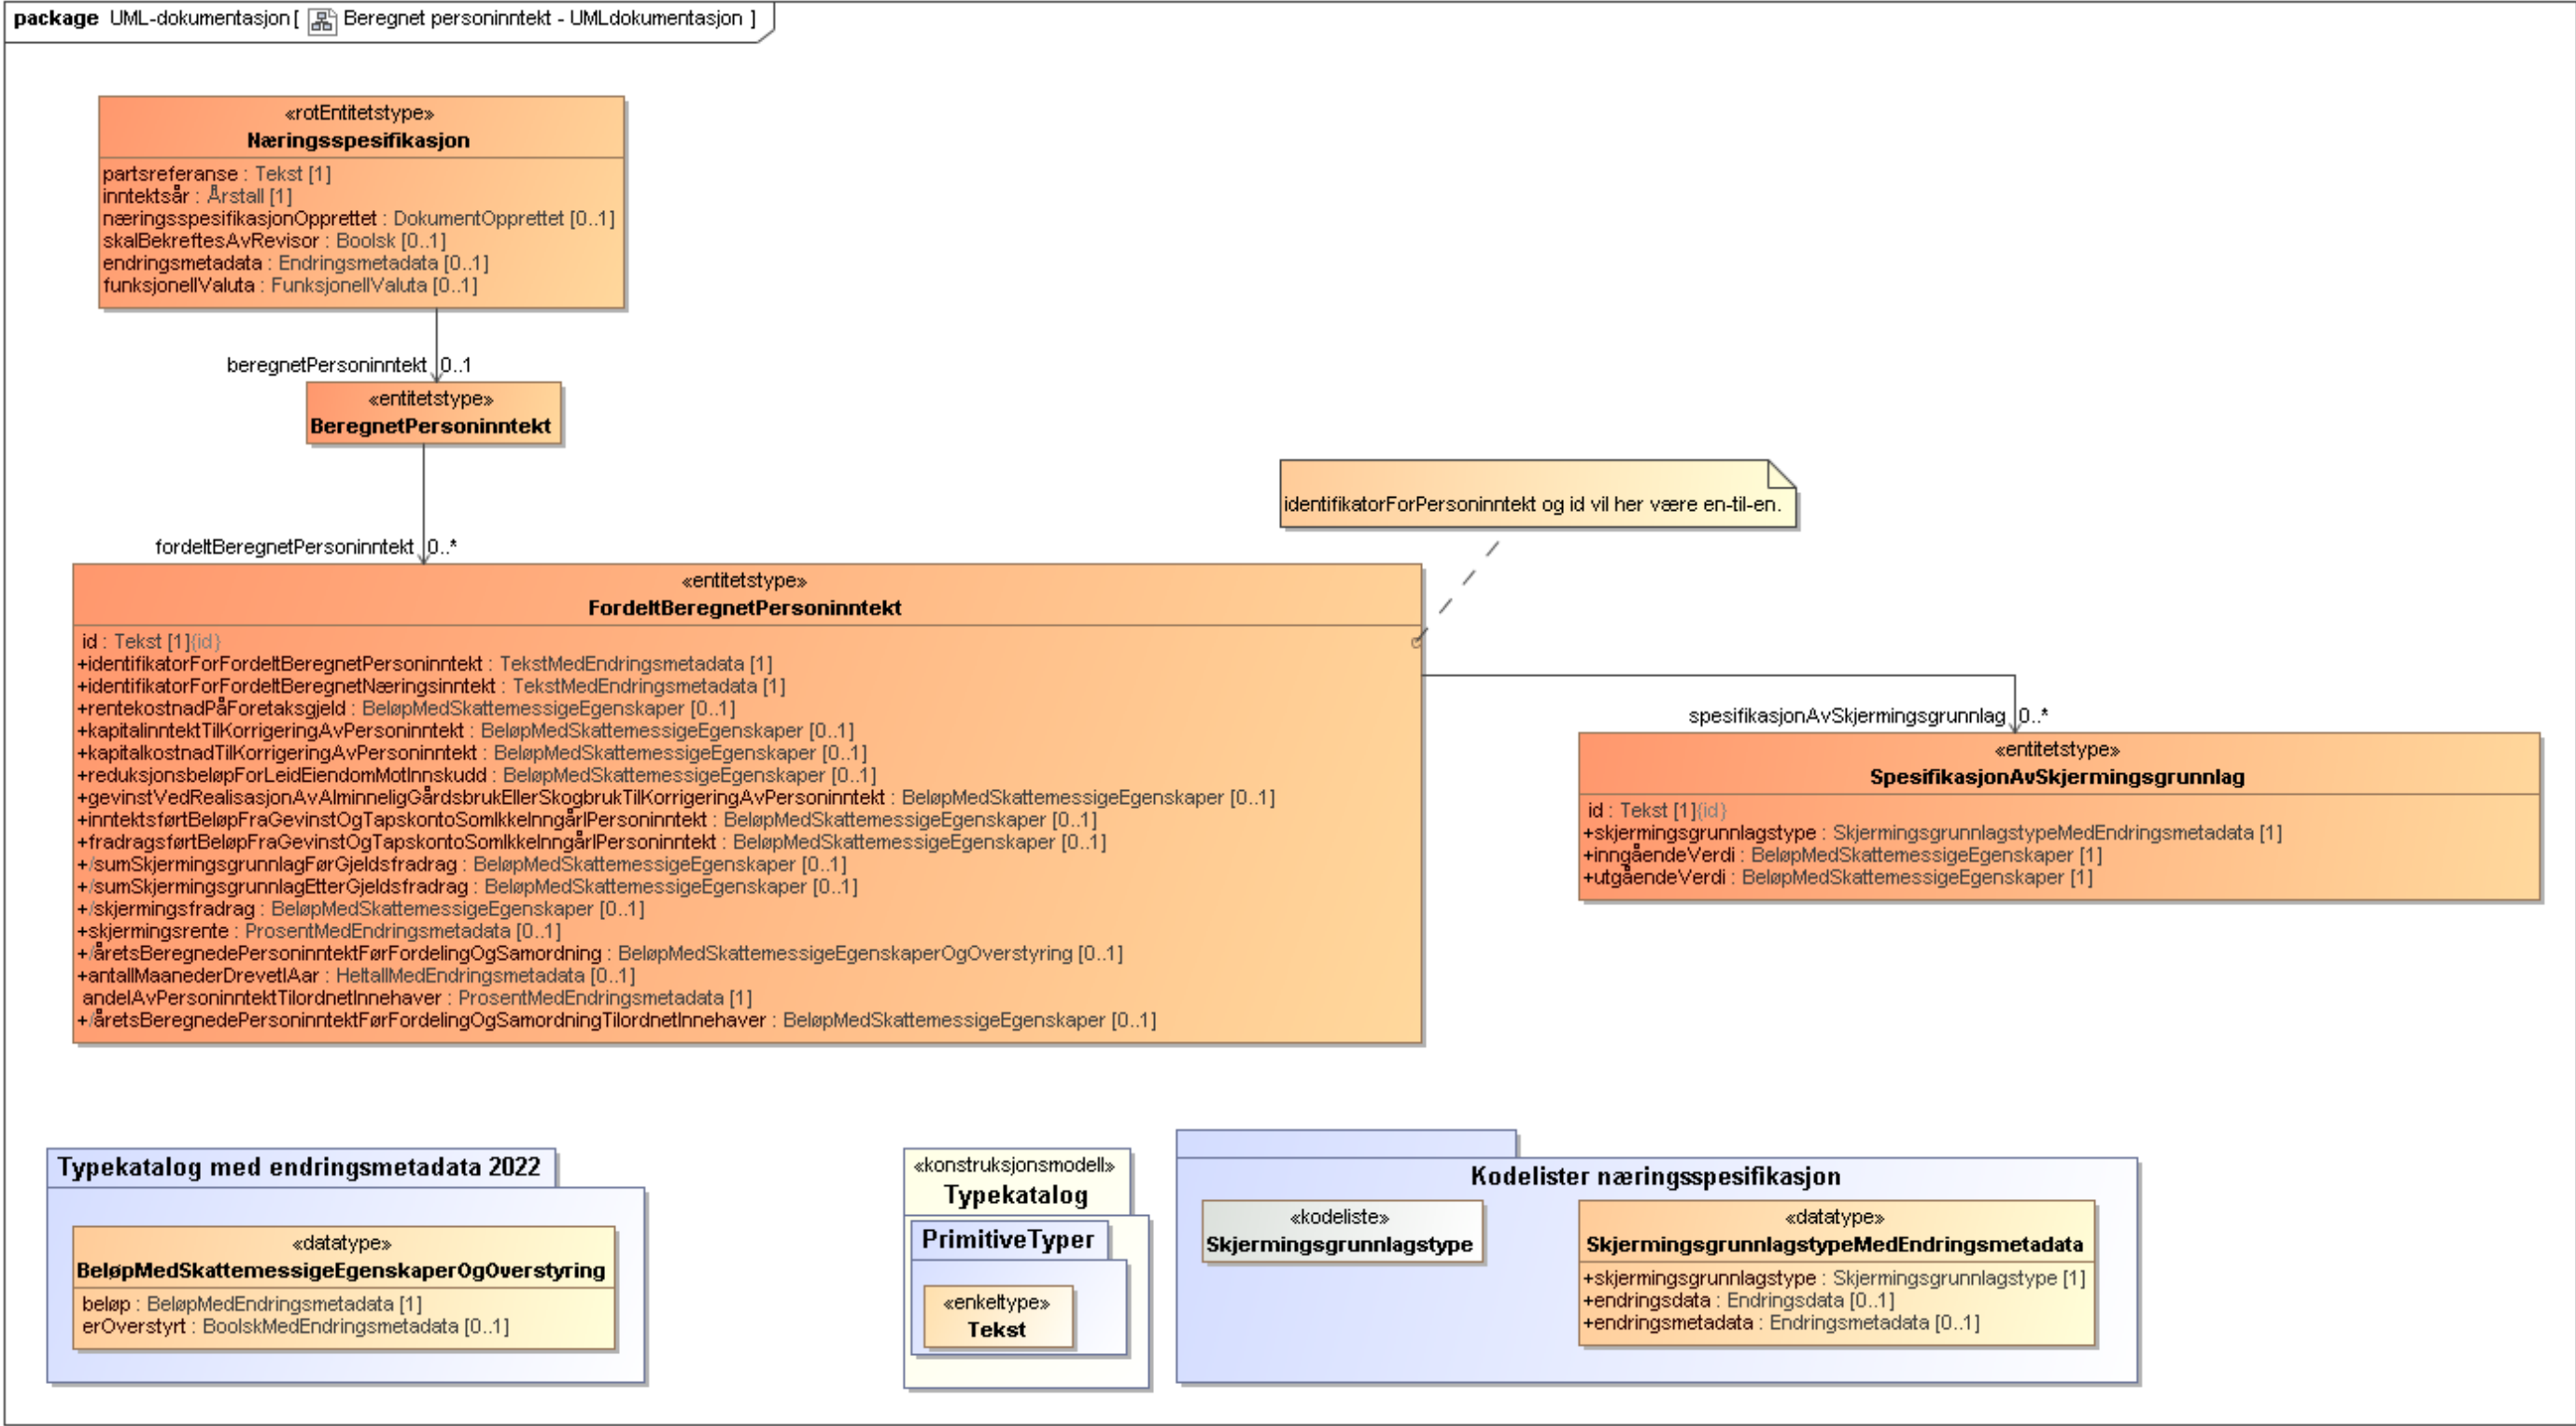 package UML-dokumentasjon [ Beregnet personinntekt - UMLdokumentasjon ]
«rotEntitetstype»
Næringsspesifikasjon
partsreferanse : Tekst [1]
inntektsår : Årstall [1]
næringsspesifikasjonOpprettet : DokumentOpprettet [0..1]
skalBekreftesAvRevisor : Boolsk [0..1]
endringsmetadata : Endringsmetadata [0..1]
funksjonellValuta : FunksjonellValuta [0..1]
beregnetPersoninntekt 0..1
«entitetstype»
BeregnetPersoninntekt
identifikatorForPersoninntekt og id vil her være en-til-en.
fordeltBeregnetPersoninntekt 0..*
«entitetstype»
FordeltBeregnetPersoninntekt
id : Tekst [1]{id}
+identifikatorForFordeltBeregnetPersoninntekt : TekstMedEndringsmetadata [1]
+identifikatorForFordeltBeregnetNæringsinntekt : TekstMedEndringsmetadata [1]
+rentekostnadPåForetaksgjeld : BeløpMedSkattemessigeEgenskaper [0..1]
+kapitalinntektTilKorrigeringAvPersoninntekt : BeløpMedSkattemessigeEgenskaper [0..1]
+kapitalkostnadTilKorrigeringAvPersoninntekt : BeløpMedSkattemessigeEgenskaper [0..1]
+reduksjonsbeløpForLeidEiendomMotInnskudd : BeløpMedSkattemessigeEgenskaper [0..1]
+gevinstVedRealisasjonAvAlminneligGårdsbrukEllerSkogbrukTilKorrigeringAvPersoninntekt : BeløpMedSkattemessigeEgenskaper [0..1]
+inntektsførtBeløpFraGevinstOgTapskontoSomIkkeInngårIPersoninntekt : BeløpMedSkattemessigeEgenskaper [0..1]
+fradragsførtBeløpFraGevinstOgTapskontoSomIkkeInngårIPersoninntekt : BeløpMedSkattemessigeEgenskaper [0..1]
+/sumSkjermingsgrunnlagFørGjeldsfradrag : BeløpMedSkattemessigeEgenskaper [0..1]
+/sumSkjermingsgrunnlagEtterGjeldsfradrag : BeløpMedSkattemessigeEgenskaper [0..1]
+/skjermingsfradrag : BeløpMedSkattemessigeEgenskaper [0..1]
+skjermingsrente : ProsentMedEndringsmetadata [0..1]
+/åretsBeregnedePersoninntektFørFordelingOgSamordning : BeløpMedSkattemessigeEgenskaperOgOverstyring [0..1]
+antallMaanederDrevetIAar : HeltallMedEndringsmetadata [0..1]
andelAvPersoninntektTilordnetInnehaver : ProsentMedEndringsmetadata [1]
+/åretsBeregnedePersoninntektFørFordelingOgSamordningTilordnetInnehaver : BeløpMedSkattemessigeEgenskaper [0..1]
spesifikasjonAvSkjermingsgrunnlag 0..*
«entitetstype»
SpesifikasjonAvSkjermingsgrunnlag
id : Tekst [1]{id}
+skjermingsgrunnlagstype : SkjermingsgrunnlagstypeMedEndringsmetadata [1]
+inngåendeVerdi : BeløpMedSkattemessigeEgenskaper [1]
+utgåendeVerdi : BeløpMedSkattemessigeEgenskaper [1]
Typekatalog med endringsmetadata 2022
«datatype»
BeløpMedSkattemessigeEgenskaperOgOverstyring
beløp : BeløpMedEndringsmetadata [1]
erOverstyrt : BoolskMedEndringsmetadata [0..1]
«konstruksjonsmodell»
Typekatalog
PrimitiveTyper
«enkeltype»
Tekst
Kodelister næringsspesifikasjon
«kodeliste»
Skjermingsgrunnlagstype
«datatype»
SkjermingsgrunnlagstypeMedEndringsmetadata
+skjermingsgrunnlagstype : Skjermingsgrunnlagstype [1]
+endringsdata : Endringsdata [0..1]
+endringsmetadata : Endringsmetadata [0..1]